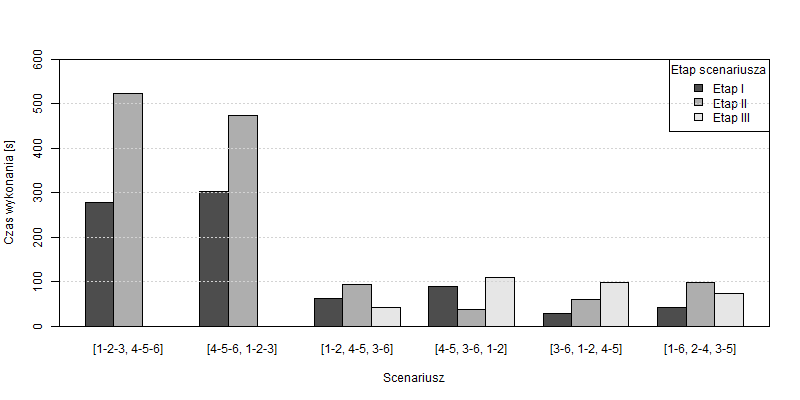 Etap scenariusza
Etap I
Etap II
Etap III
Czas wykonania [s]
600
500
400
300
200
100
0
[1-2-3, 4-5-6] [4-5-6, 1-2-3] [1-2, 4-5, 3-6] [4-5, 3-6, 1-2] [3-6, 1-2, 4-5] [1-6, 2-4, 3-5]
Scenariusz